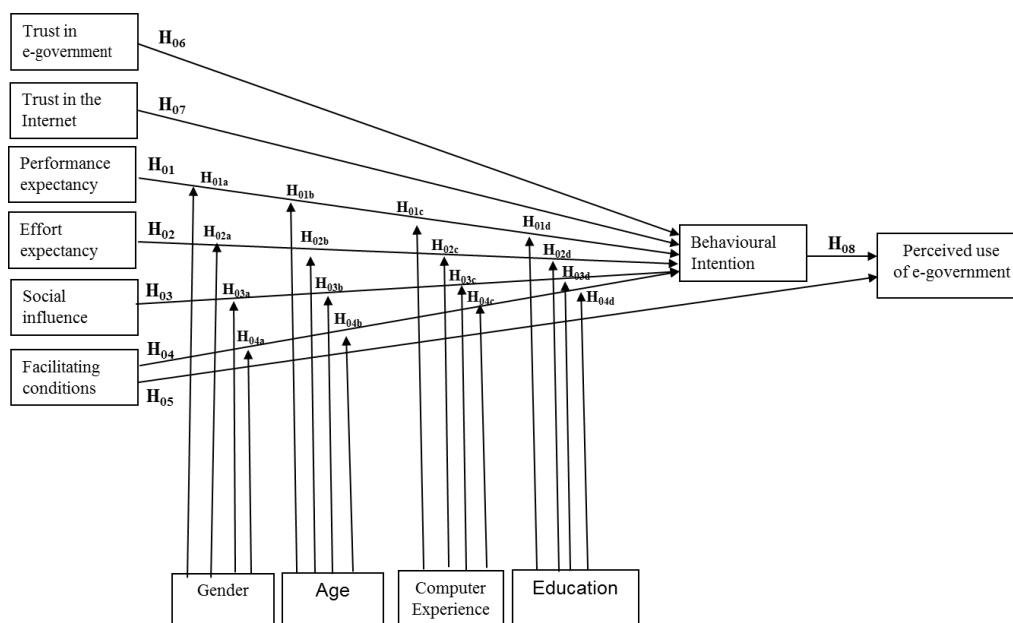 Trust in
e-government
H06
Trust in the
Internet
H07
Performance
expectancy
H01
H01a
H01b
H01c
H01d
Effort
expectancy
H02
H02a
H02b
H02c
H02d
Social
influence
H03
H03a
H03b
H03c
H03d
Facilitating
conditions
H04
H04a
H04b
H04c
H04d
H05
Behavioural
Intention
H08
Perceived use
of e-government
Gender
Age
Computer
Experience
Education